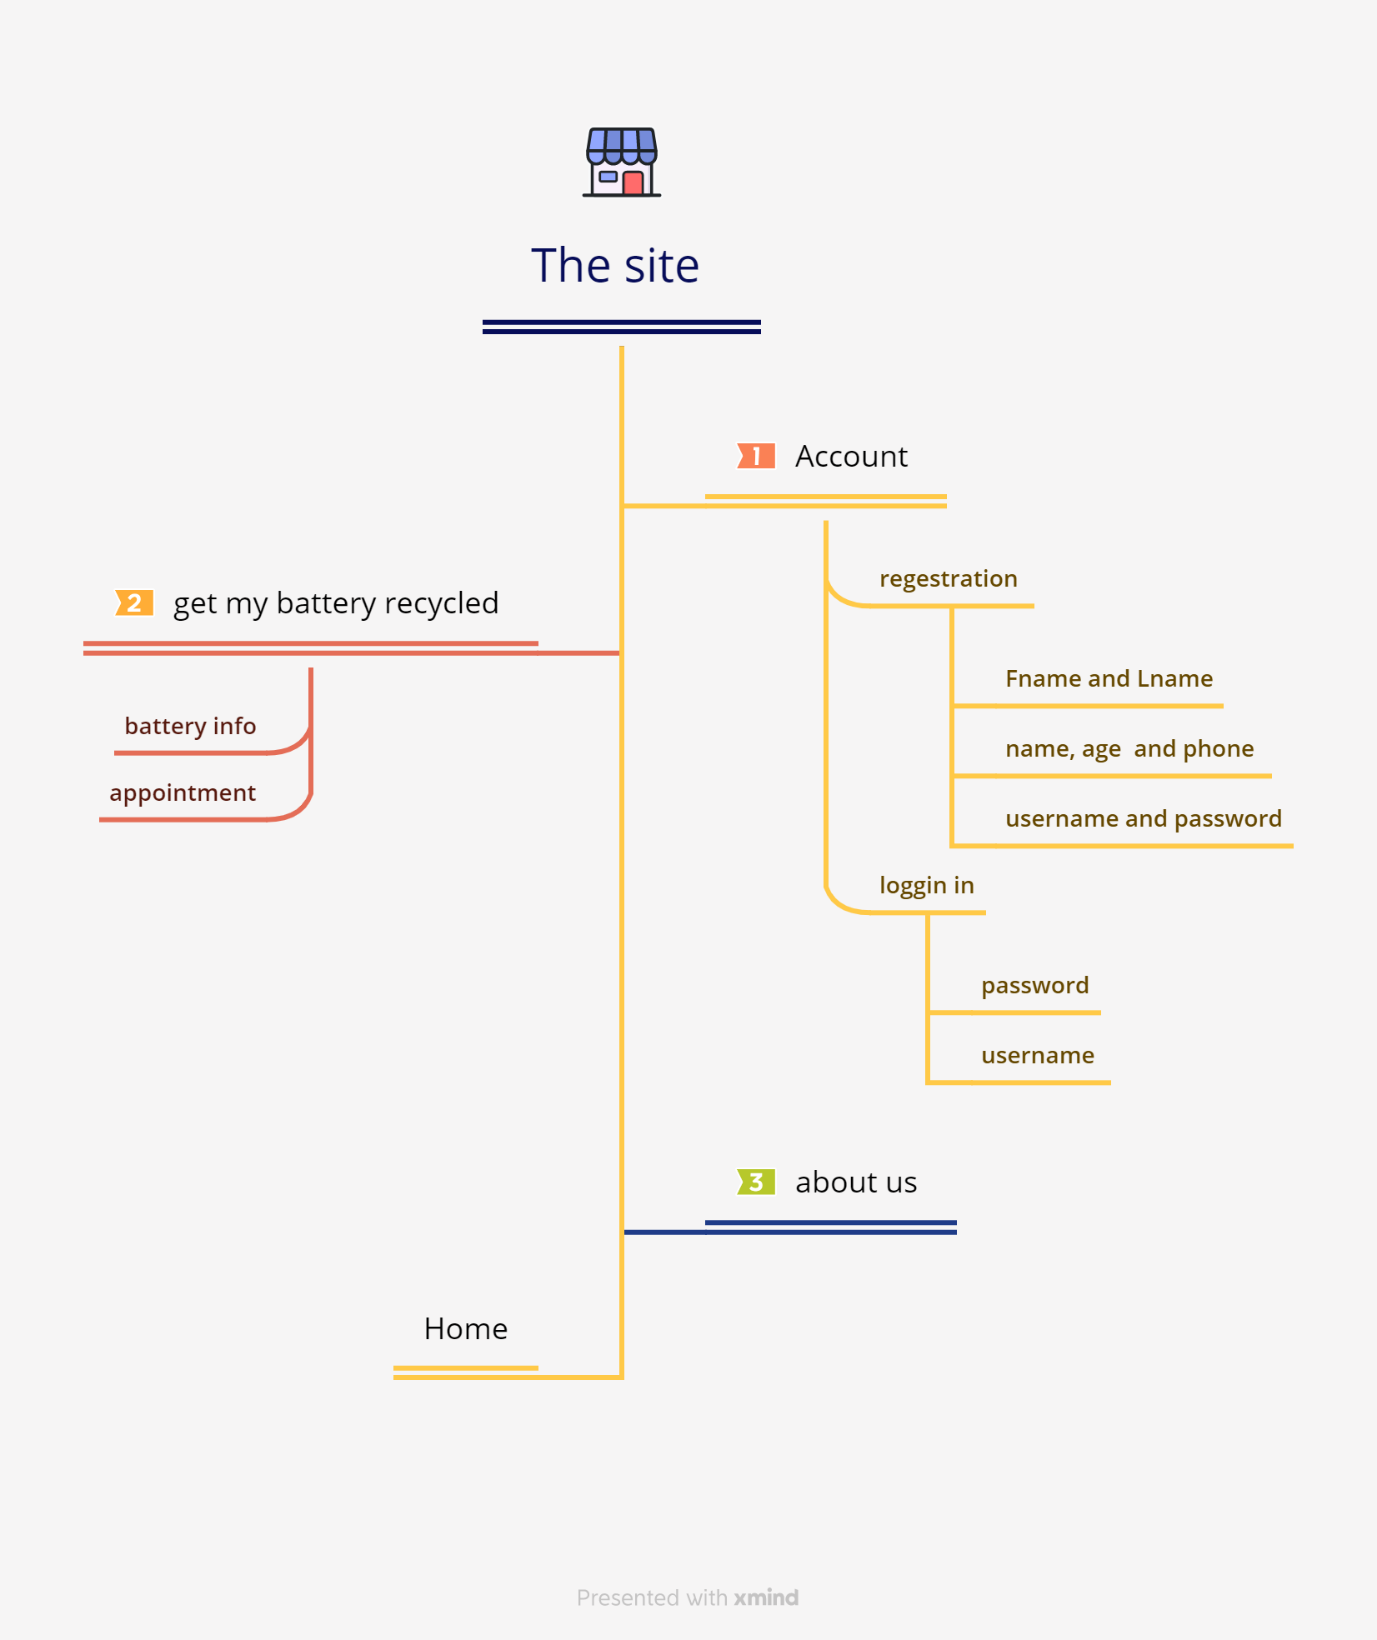 The site
1 Account
regestration
Fname and Lname
name, age  and phone
username and password
loggin in
password
username
2 get my battery recycled
battery info
appointment
3 about us
Home
Presented with xmind